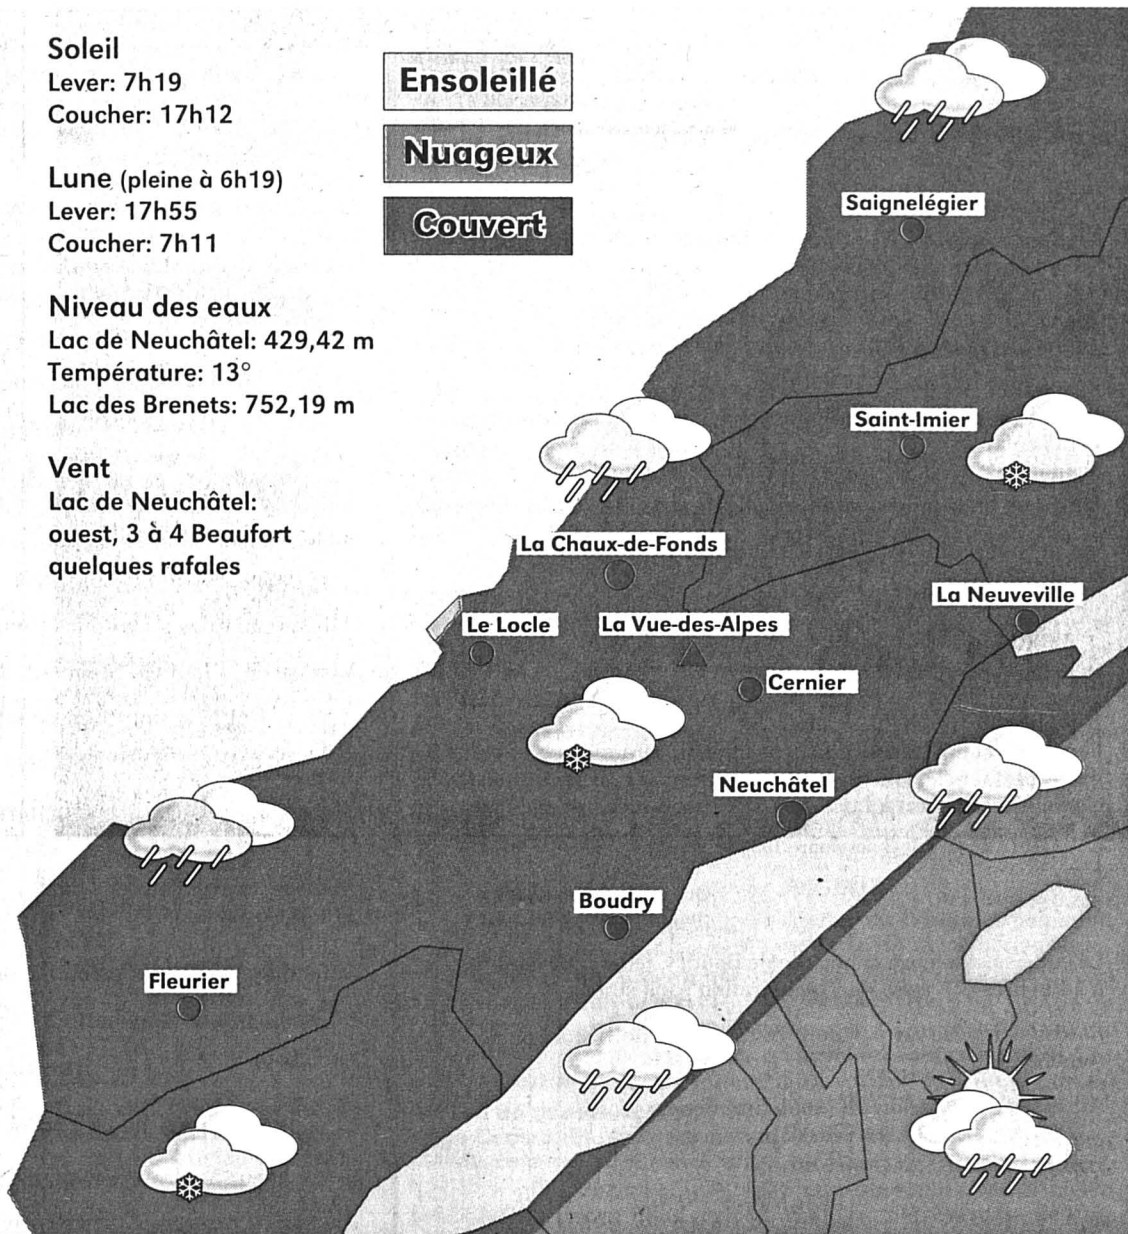 Soleil
Lever: 7h19
Coucher: 17h12
Lune (pleine à 6h19)
Lever: 17h55
Coucher: 7h11
Niveau des eaux
Lac de Neuchâtel: 429,42 m
Température: 13°
Lac des Brenets: 752,19 m
Vent
Lac de Neuchâtel:
ouest, 3 à 4 Beaufort
quelques rafales
Ensoleillé
Nuageux
Couvert
Saignelégier
Saint-Imier
La Chaux-de-Fonds
La Neuveville
Le Locle
La Vue-des-Alpes
Cernier
Neuchâtel
Boudry
Fleurier